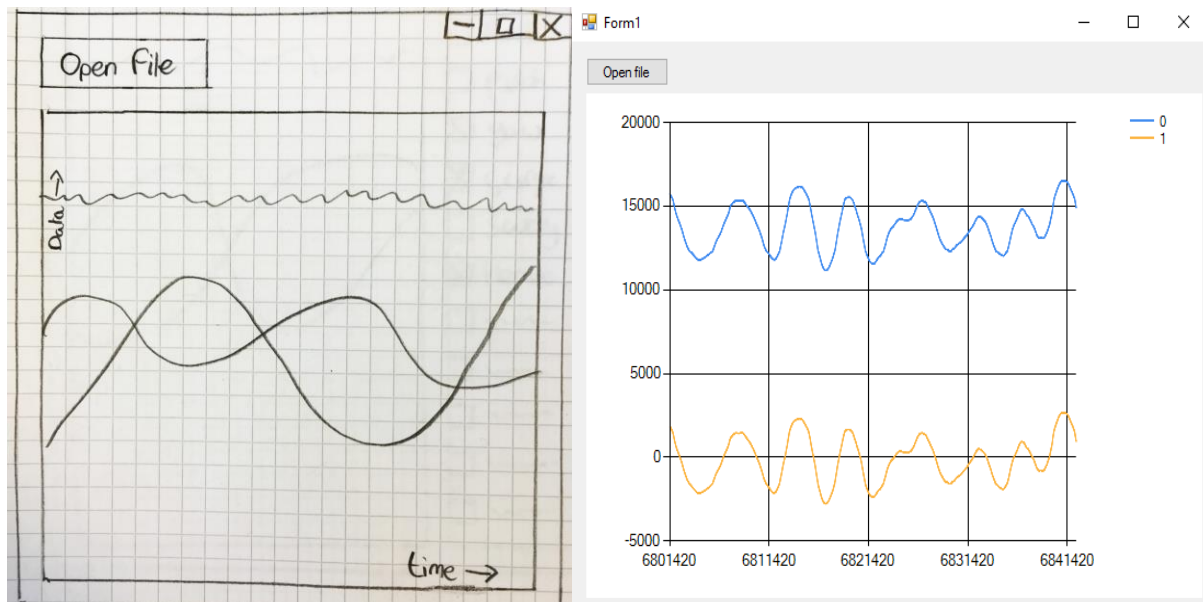 Open File
Data →
time →
Form1
Open file
0
1
20000
15000
10000
5000
0
-5000
6801420 6811420 6821420 6831420 6841420